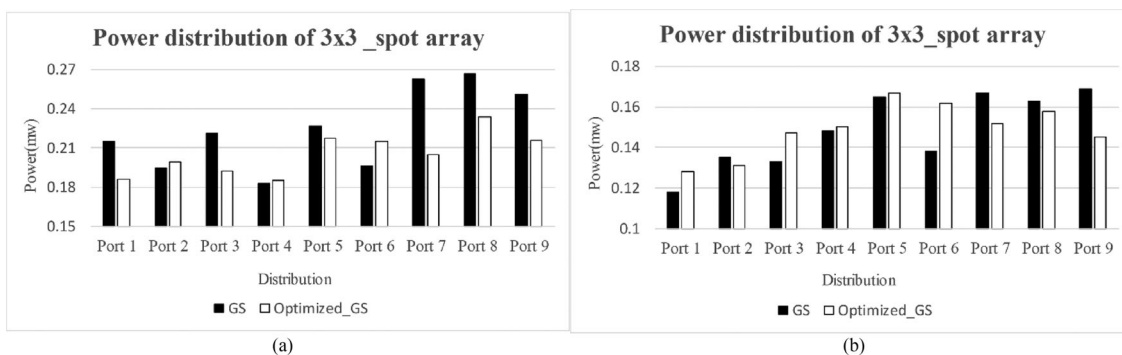 Power distribution of 3x3 _spot array
0.27
0.24
0.21
0.18
0.15
Power(mw)
Port 1 Port 2 Port 3 Port 4 Port 5 Port 6 Port 7 Port 8 Port 9
Distribution
GS Optimized_GS
(a)
Power distribution of 3x3_spot array
0.18
0.16
0.14
0.12
0.1
Power(mw)
Port 1 Port 2 Port 3 Port 4 Port 5 Port 6 Port 7 Port 8 Port 9
Distribution
GS Optimized_GS
(b)